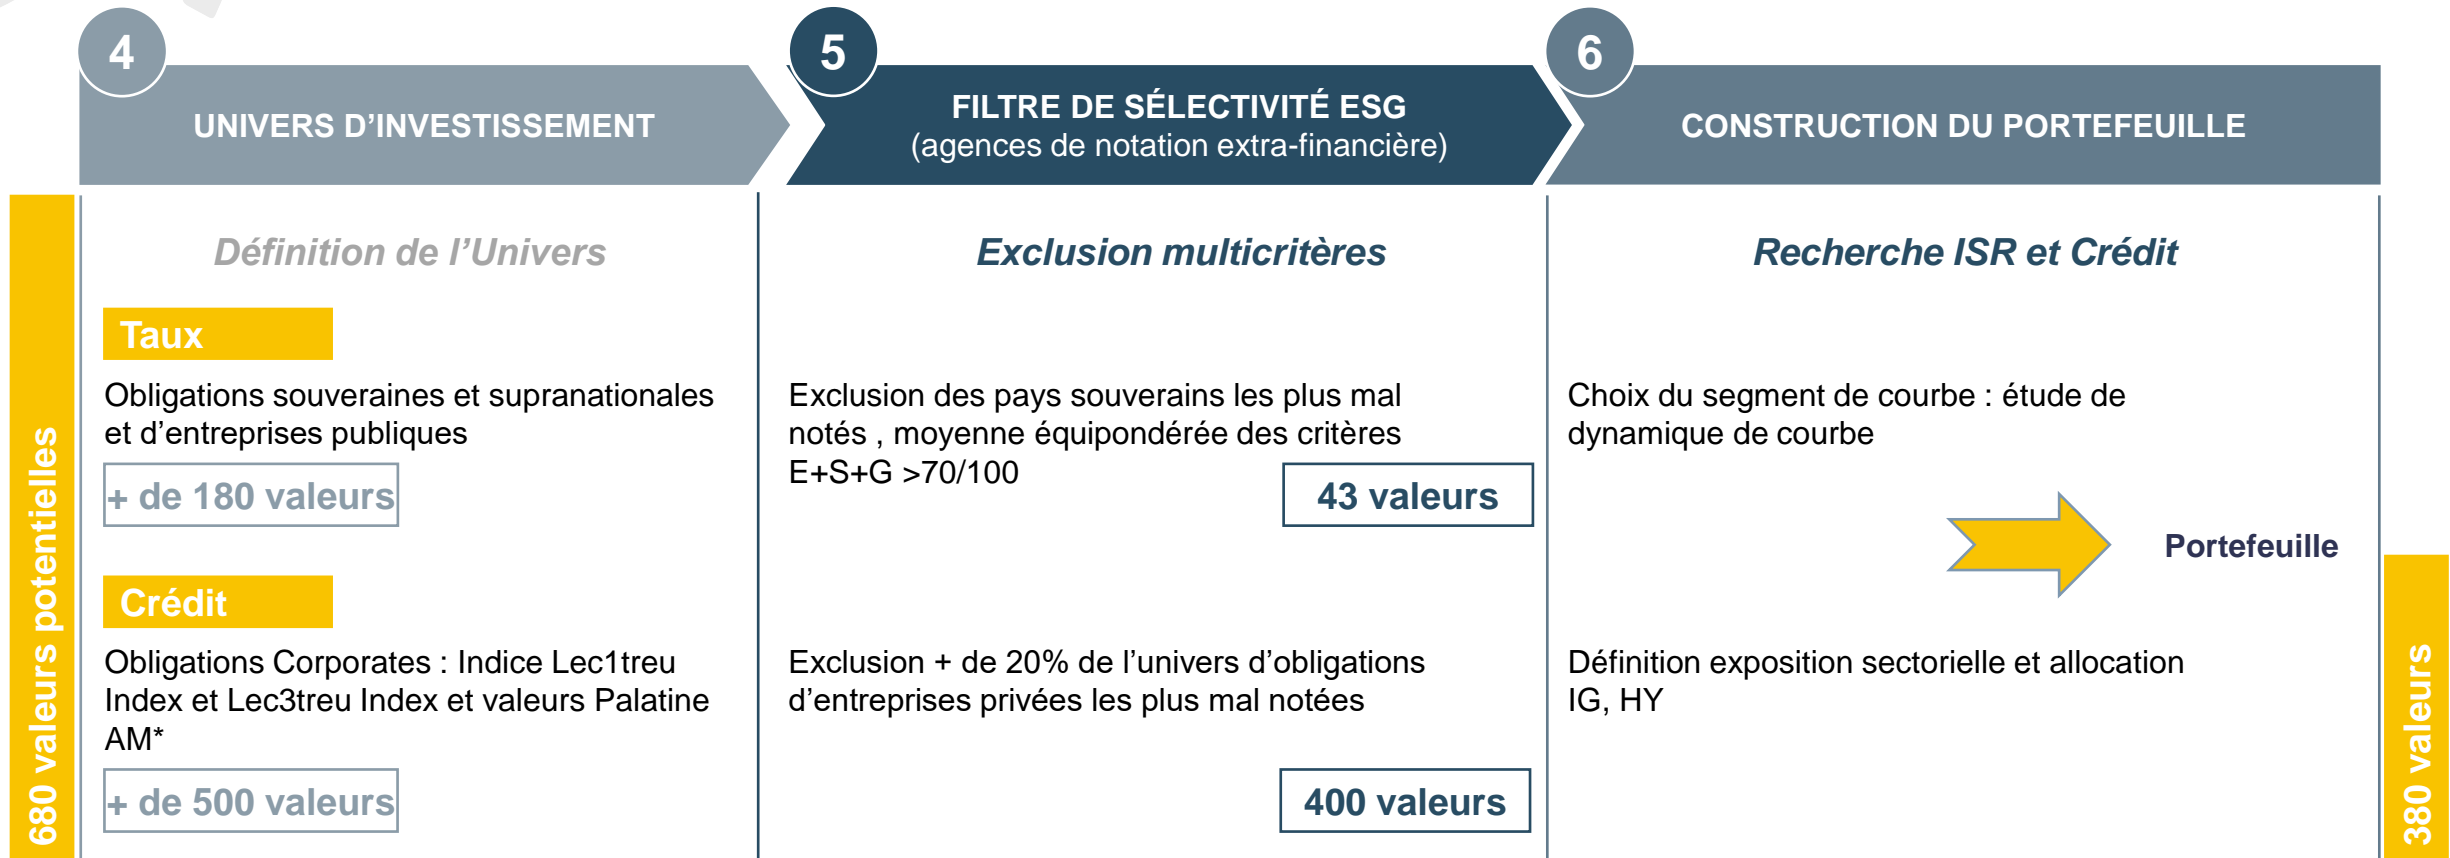 4
UNIVERS D’INVESTISSEMENT
5
FILTRE DE SÉLECTIVITÉ ESG
(agences de notation extra-financière)
6
CONSTRUCTION DU PORTEFEUILLE
680 valeurs potentielles
Définition de l’Univers
Taux
Obligations souveraines et supranationales
et d’entreprises publiques
+ de 180 valeurs
Crédit
Obligations Corporates : Indice Lec1treu
Index et Lec3treu Index et valeurs Palatine
AM*
+ de 500 valeurs
Exclusion multicritères
Exclusion des pays souverains les plus mal
notés , moyenne équipondérée des critères
E+S+G >70/100
43 valeurs
Exclusion + de 20% de l’univers d’obligations
d’entreprises privées les plus mal notées
400 valeurs
Recherche ISR et Crédit
Choix du segment de courbe : étude de
dynamique de courbe
Portefeuille
Définition exposition sectorielle et allocation
IG, HY
380 valeurs